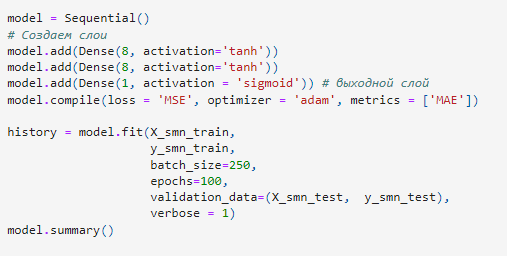 model = Sequential()
# Создаем слои
model.add(Dense(8, activation='tanh'))
model.add(Dense(8, activation='tanh'))
model.add(Dense(1, activation = 'sigmoid')) # выходной слой
model.compile(loss = 'MSE', optimizer = 'adam', metrics = ['MAE'])

history = model.fit(X_smn_train,
                    y_smn_train,
                    batch_size=250,
                    epochs=100,
                    validation_data=(X_smn_test,  y_smn_test),
                    verbose = 1)
model.summary()